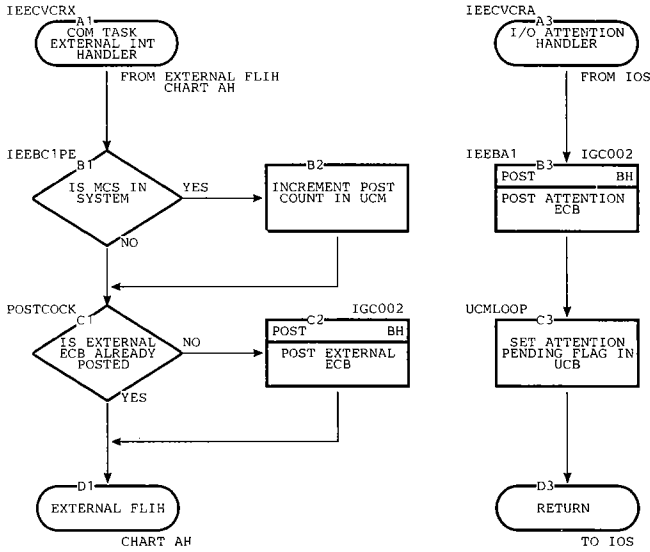 IEECVCRX
A1
COM TASK
EXTERNAL INT
HANDLER
FROM EXTERNAL FLIH
CHART AH
IEEBC1PE
B1
IS MCS IN
SYSTEM
YES
NO
B2
INCREMENT POST
COUNT IN UCM
POSTCOCK
C1
IS EXTERNAL
ECB ALREADY
POSTED
NO
YES
IGC002
C2
POST BH
POST EXTERNAL
ECB
D1
EXTERNAL FLIH
CHART AH
IEECVCRA
A3
I/O ATTENTION
HANDLER
FROM IOS
IEEBA1 IGC002
B3
POST BH
POST ATTENTION
ECB
UCMLOOP
C3
SET ATTENTION
PENDING FLAG IN
UCB
D3
RETURN
TO IOS